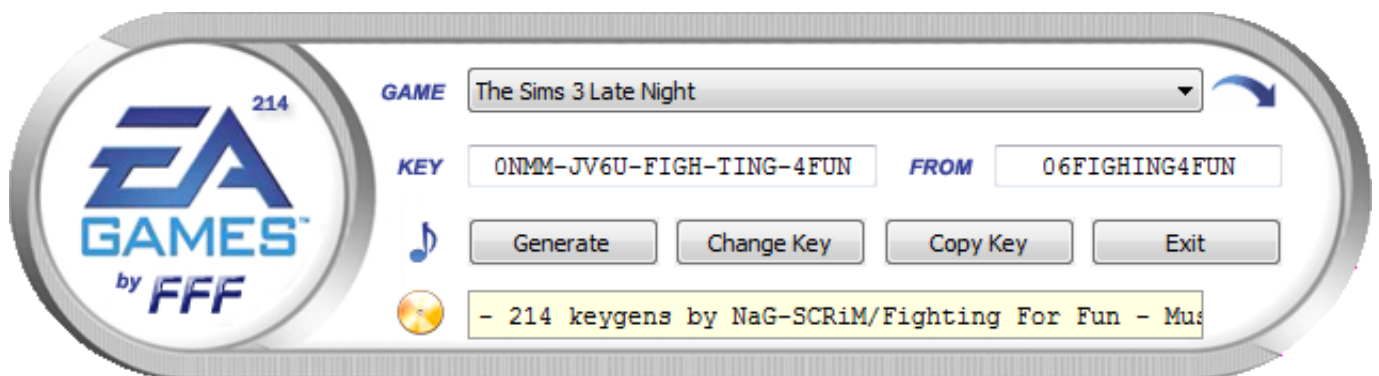 214
EA
GAMES™
by FFF
GAME The Sims 3 Late Night
KEY 0NMM-JV6U-FIGH-TING-4FUN FROM 06FIGHING4FUN
Generate Change Key Copy Key Exit
- 214 keygens by NaG-SCRiM/Fighting For Fun - Mus